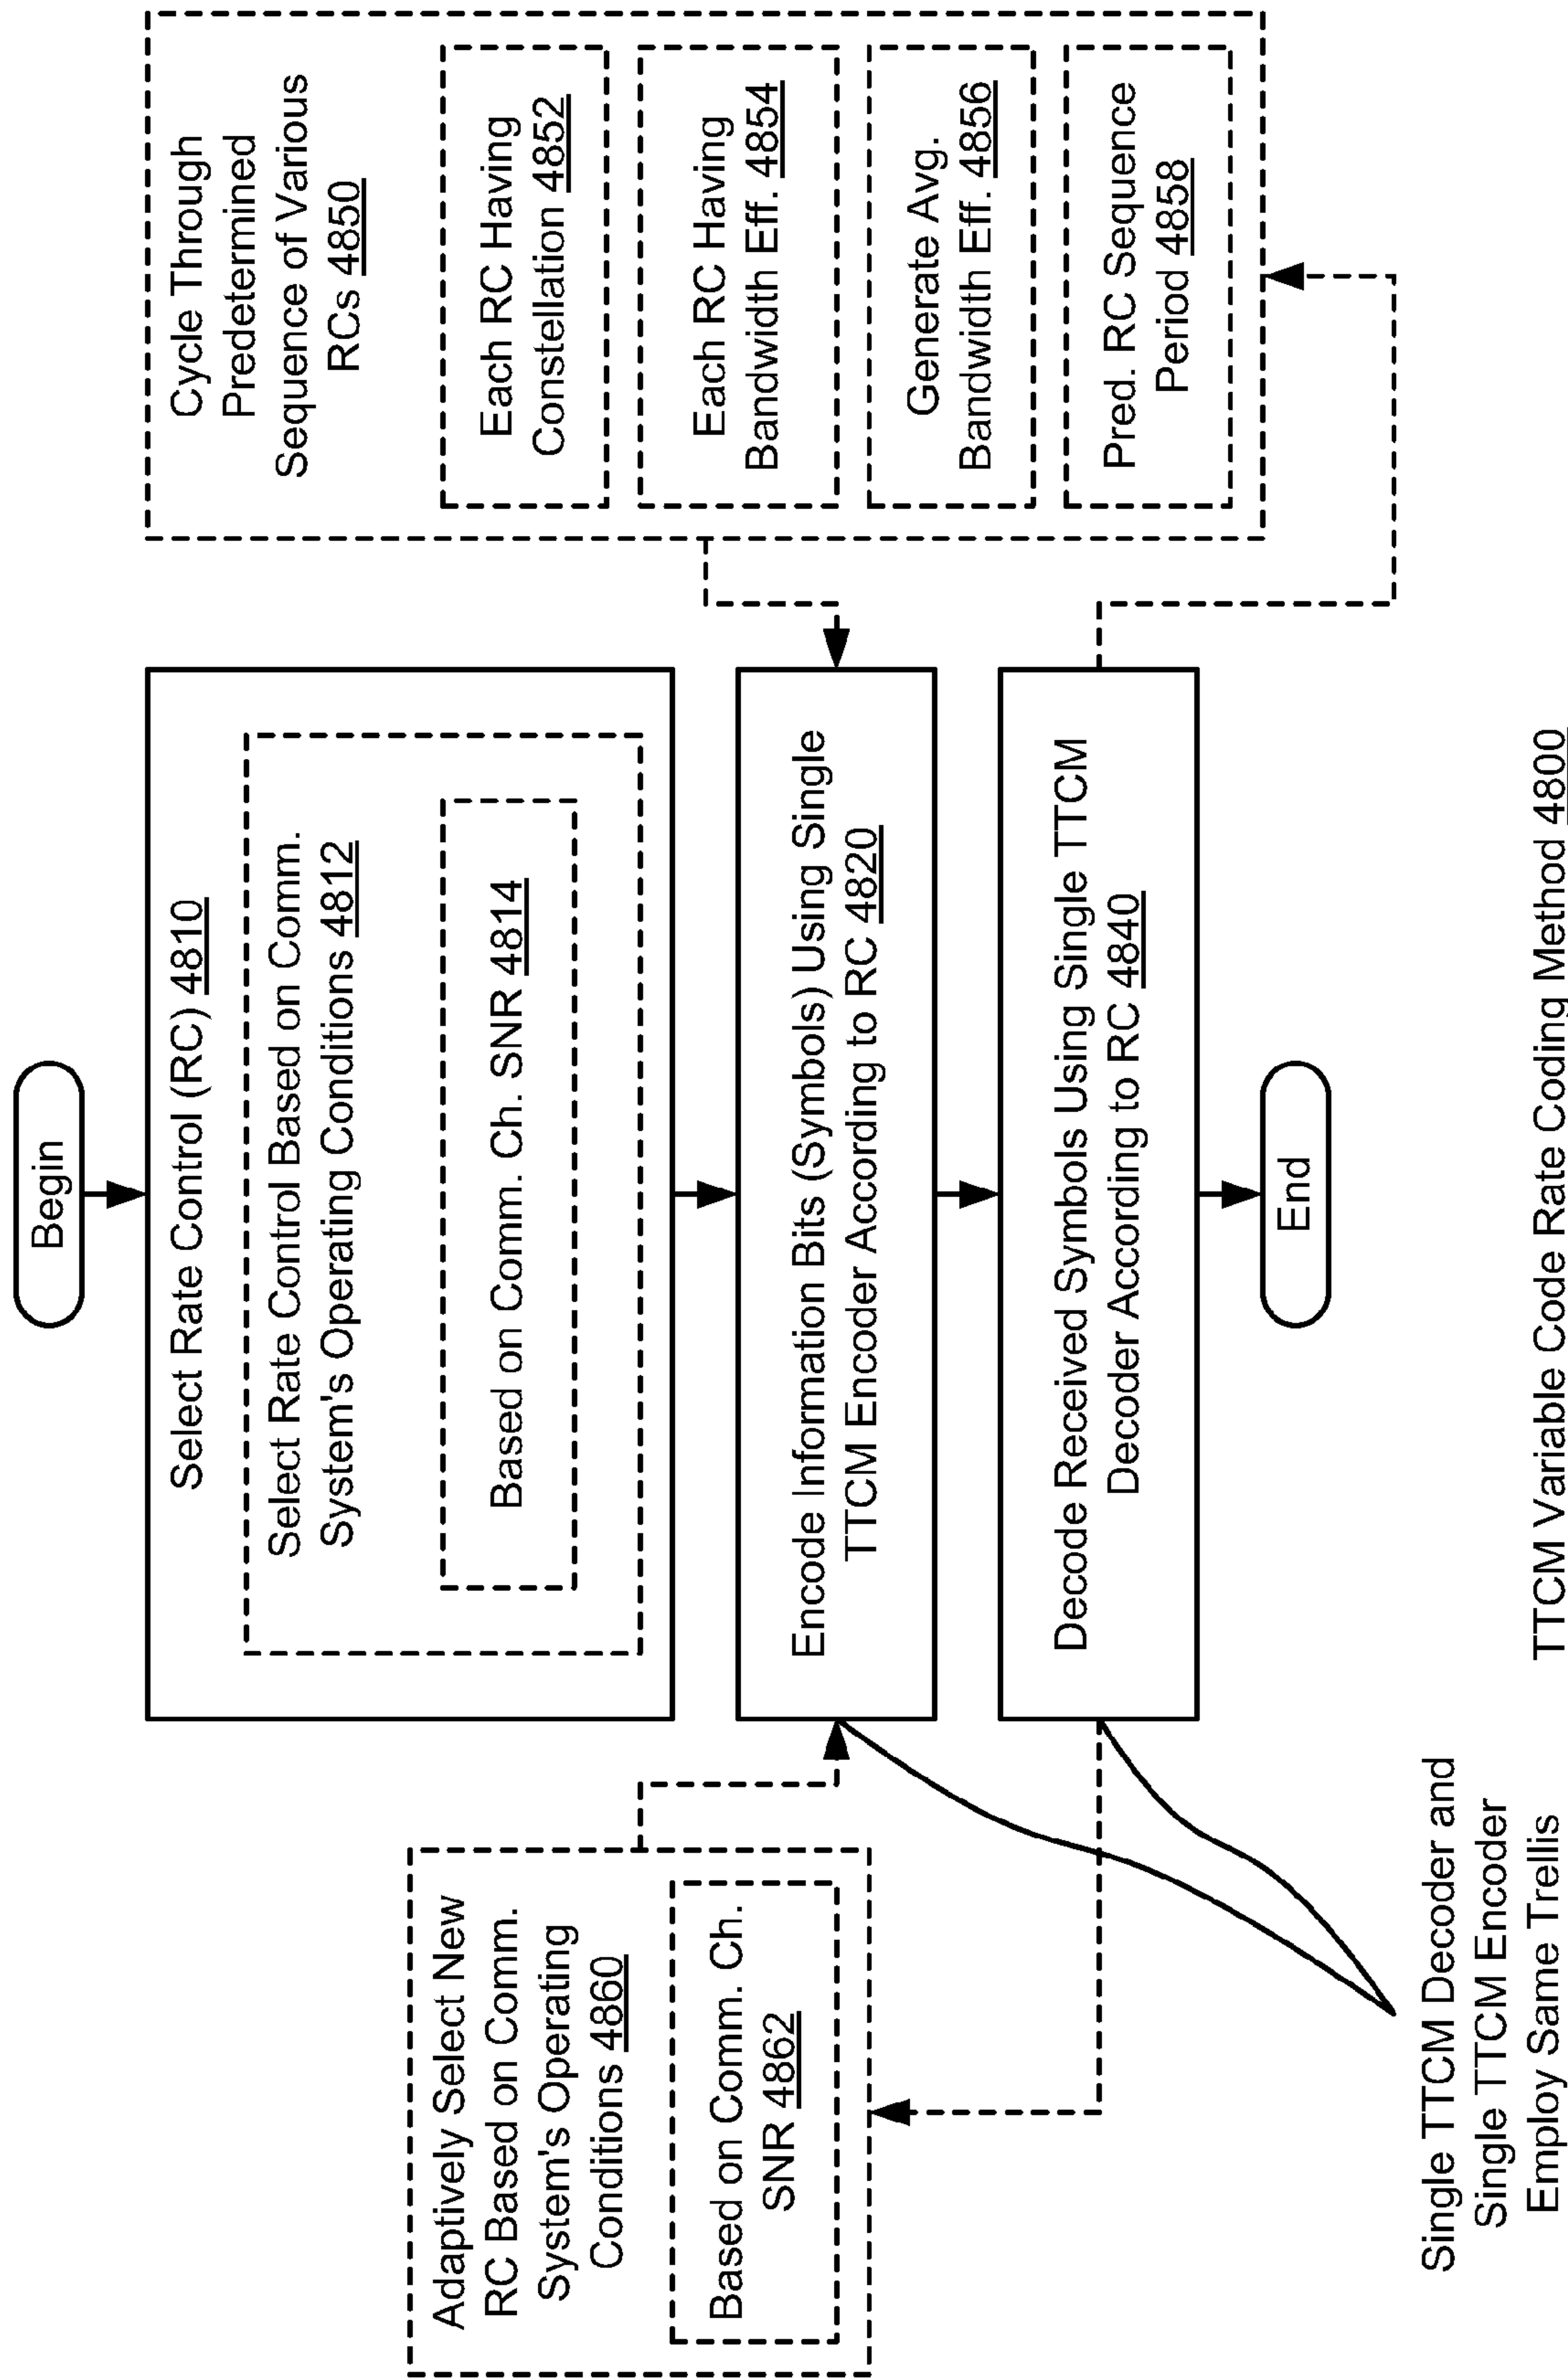 Begin
Select Rate Control (RC) 4810
Select Rate Control Based on Comm.
System's Operating Conditions 4812
Based on Comm. Ch. SNR 4814
Encode Information Bits (Symbols) Using Single
TTCM Encoder According to RC 4820
Decode Received Symbols Using Single TTCM
Decoder According to RC 4840
End
Adaptively Select New
RC Based on Comm.
System's Operating
Conditions 4860
Based on Comm. Ch.
SNR 4862
Cycle Through
Predetermined
Sequence of Various
RCs 4850
Each RC Having
Constellation 4852
Each RC Having
Bandwidth Eff. 4854
Generate Avg.
Bandwidth Eff. 4856
Pred. RC Sequence
Period 4858
Single TTCM Decoder and
Single TTCM Encoder
Employ Same Trellis
TTCM Variable Code Rate Coding Method 4800